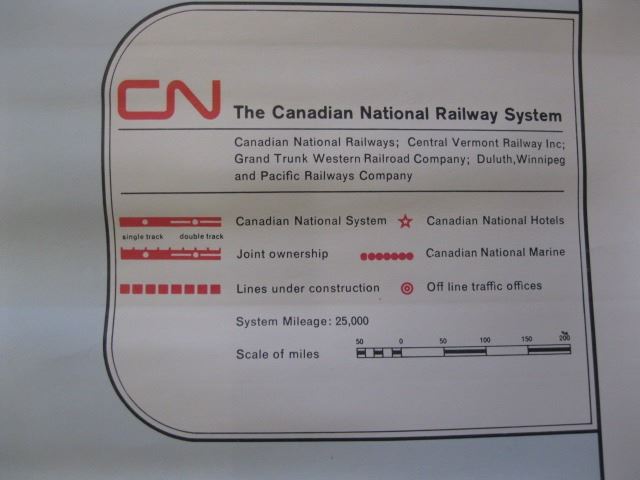 CN The Canadian National Railway System
Canadian National Railways; Central Vermont Railway Inc;
Grand Trunk Western Railroad Company; Duluth, Winnipeg
and Pacific Railways Company
Canadian National System
single track double track
Canadian National Hotels
Joint ownership
Canadian National Marine
Lines under construction
Off line traffic offices
System Mileage: 25,000
Scale of miles
50 0 50 100 150 200